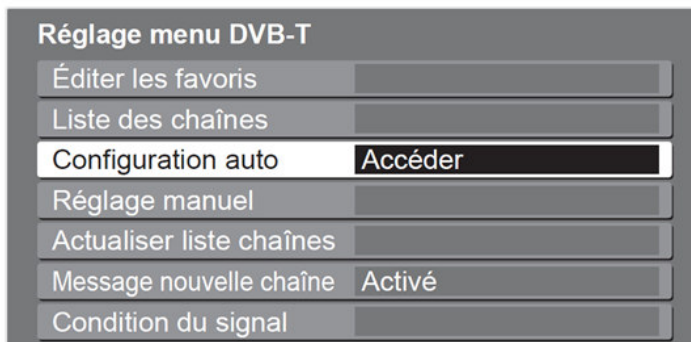 Réglage menu DVB-T
Éditer les favoris
Liste des chaînes
Configuration auto Accéder
Réglage manuel
Actualiser liste chaînes
Message nouvelle chaîne Activé
Condition du signal